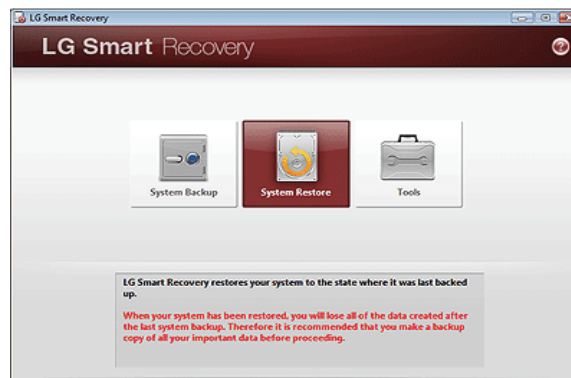 LG Smart Recovery
LG Smart Recovery
?
System Backup
System Restore
Tools
LG Smart Recovery restores your system to the state where it was last backed
up.
When your system has been restored, you will lose all of the data created after
the last system backup. Therefore it is recommended that you make a backup
copy of all your important data before proceeding.